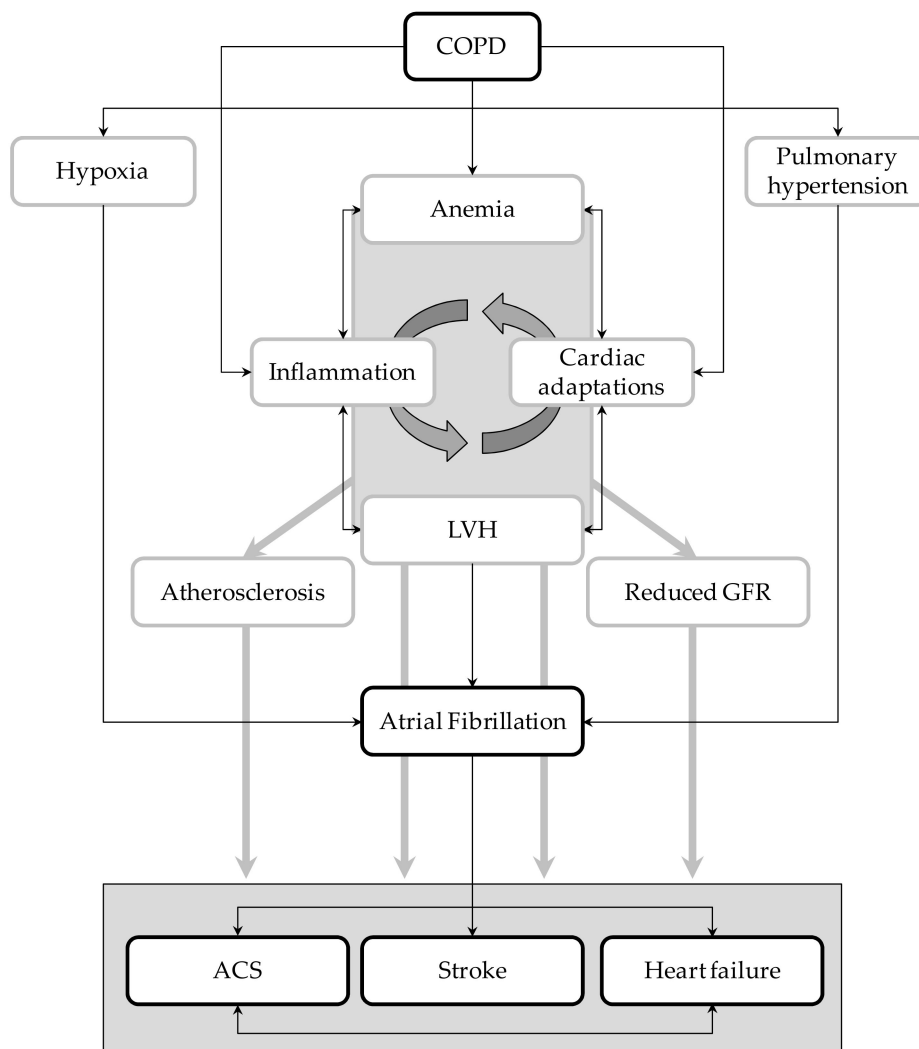 COPD
Hypoxia
Pulmonary
hypertension
Anemia
Inflammation
Cardiac
adaptations
LVH
Atherosclerosis
Reduced GFR
Atrial Fibrillation
ACS
Stroke
Heart failure